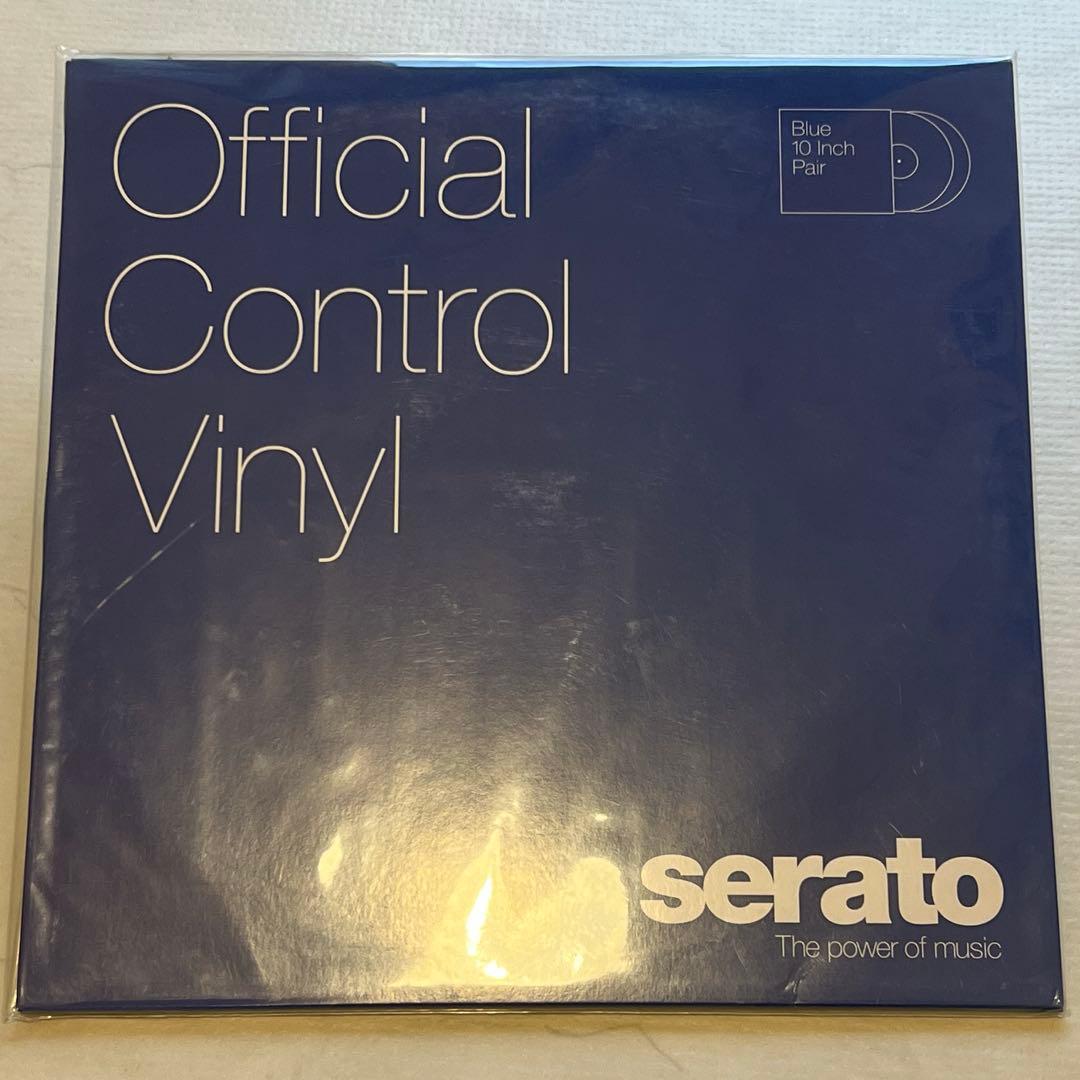 Official
Control
Vinyl
Blue
10 Inch
Pair
serato
The power of music